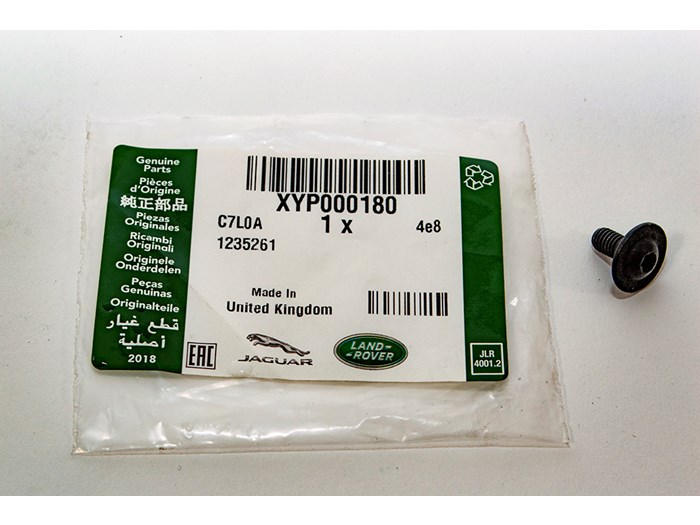 Genuine
Parts
Pièces
d'Origine
純正部品
Piezas
Originales
Ricambi
Originali
Originele
Onderdelen
Peças
Genuinas
Originalteile
قطع غيار
أصلية
2018
XYP000180
C7L0A
1 x
4e8
1235261
Made In
United Kingdom
EAC
JAGUAR
LAND-
ROVER
JLR
4001.2